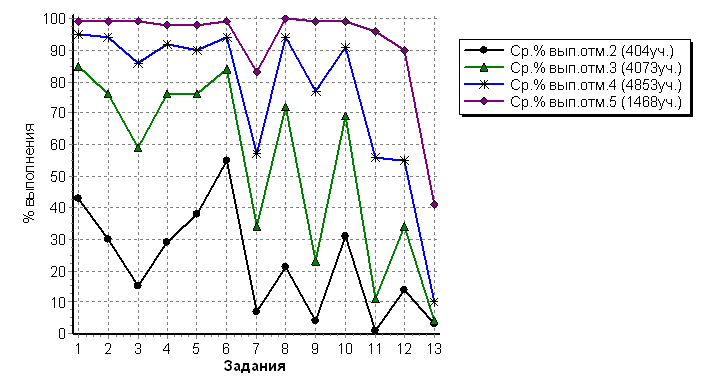 100
90
80
70
60
50
40
30
20
10
0
% выполнения
1 2 3 4 5 6 7 8 9 10 11 12 13
Задания
Ср.% вып.отм.2 (404уч.)
Ср.% вып.отм.3 (4073уч.)
Ср.% вып.отм.4 (4853уч.)
Ср.% вып.отм.5 (1468уч.)